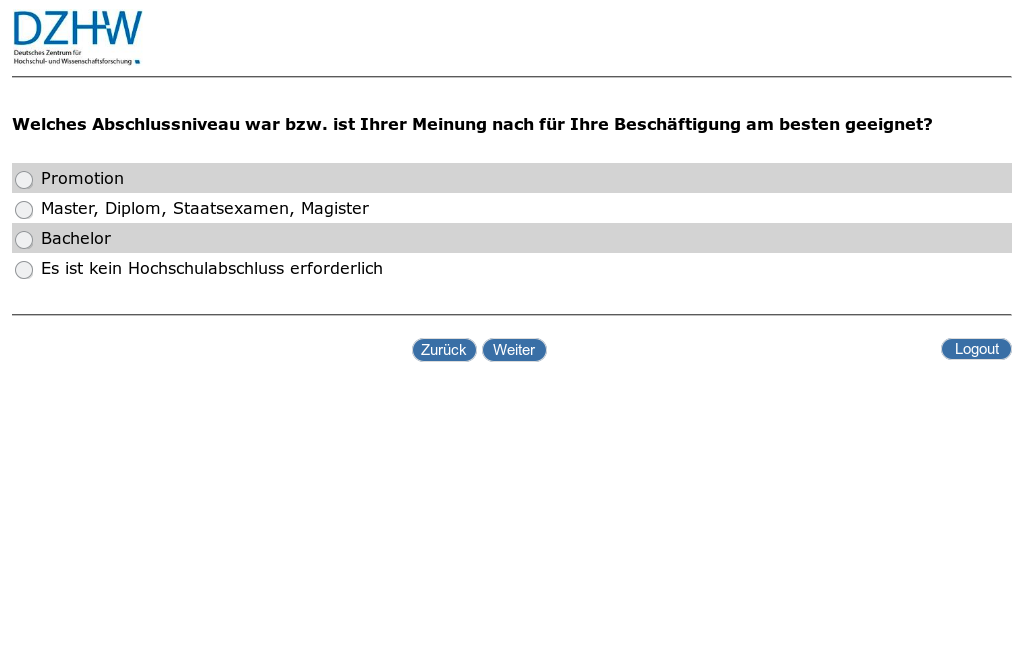 DZHW
Deutsches Zentrum für
Hochschul- und Wissenschaftsforschung
Welches Abschlussniveau war bzw. ist Ihrer Meinung nach für Ihre Beschäftigung am besten geeignet?
Promotion
Master, Diplom, Staatsexamen, Magister
Bachelor
Es ist kein Hochschulabschluss erforderlich
Zurück Weiter Logout